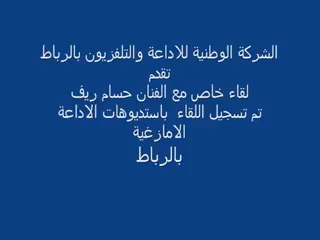 الشركة الوطنية للاداعة والتلفزيون بالرباط
تقدم
لقاء خاص مع الفنان حسام ريف
تم تسجيل اللقاء باستديوهات الاداعة
الامازغية
بالرباط